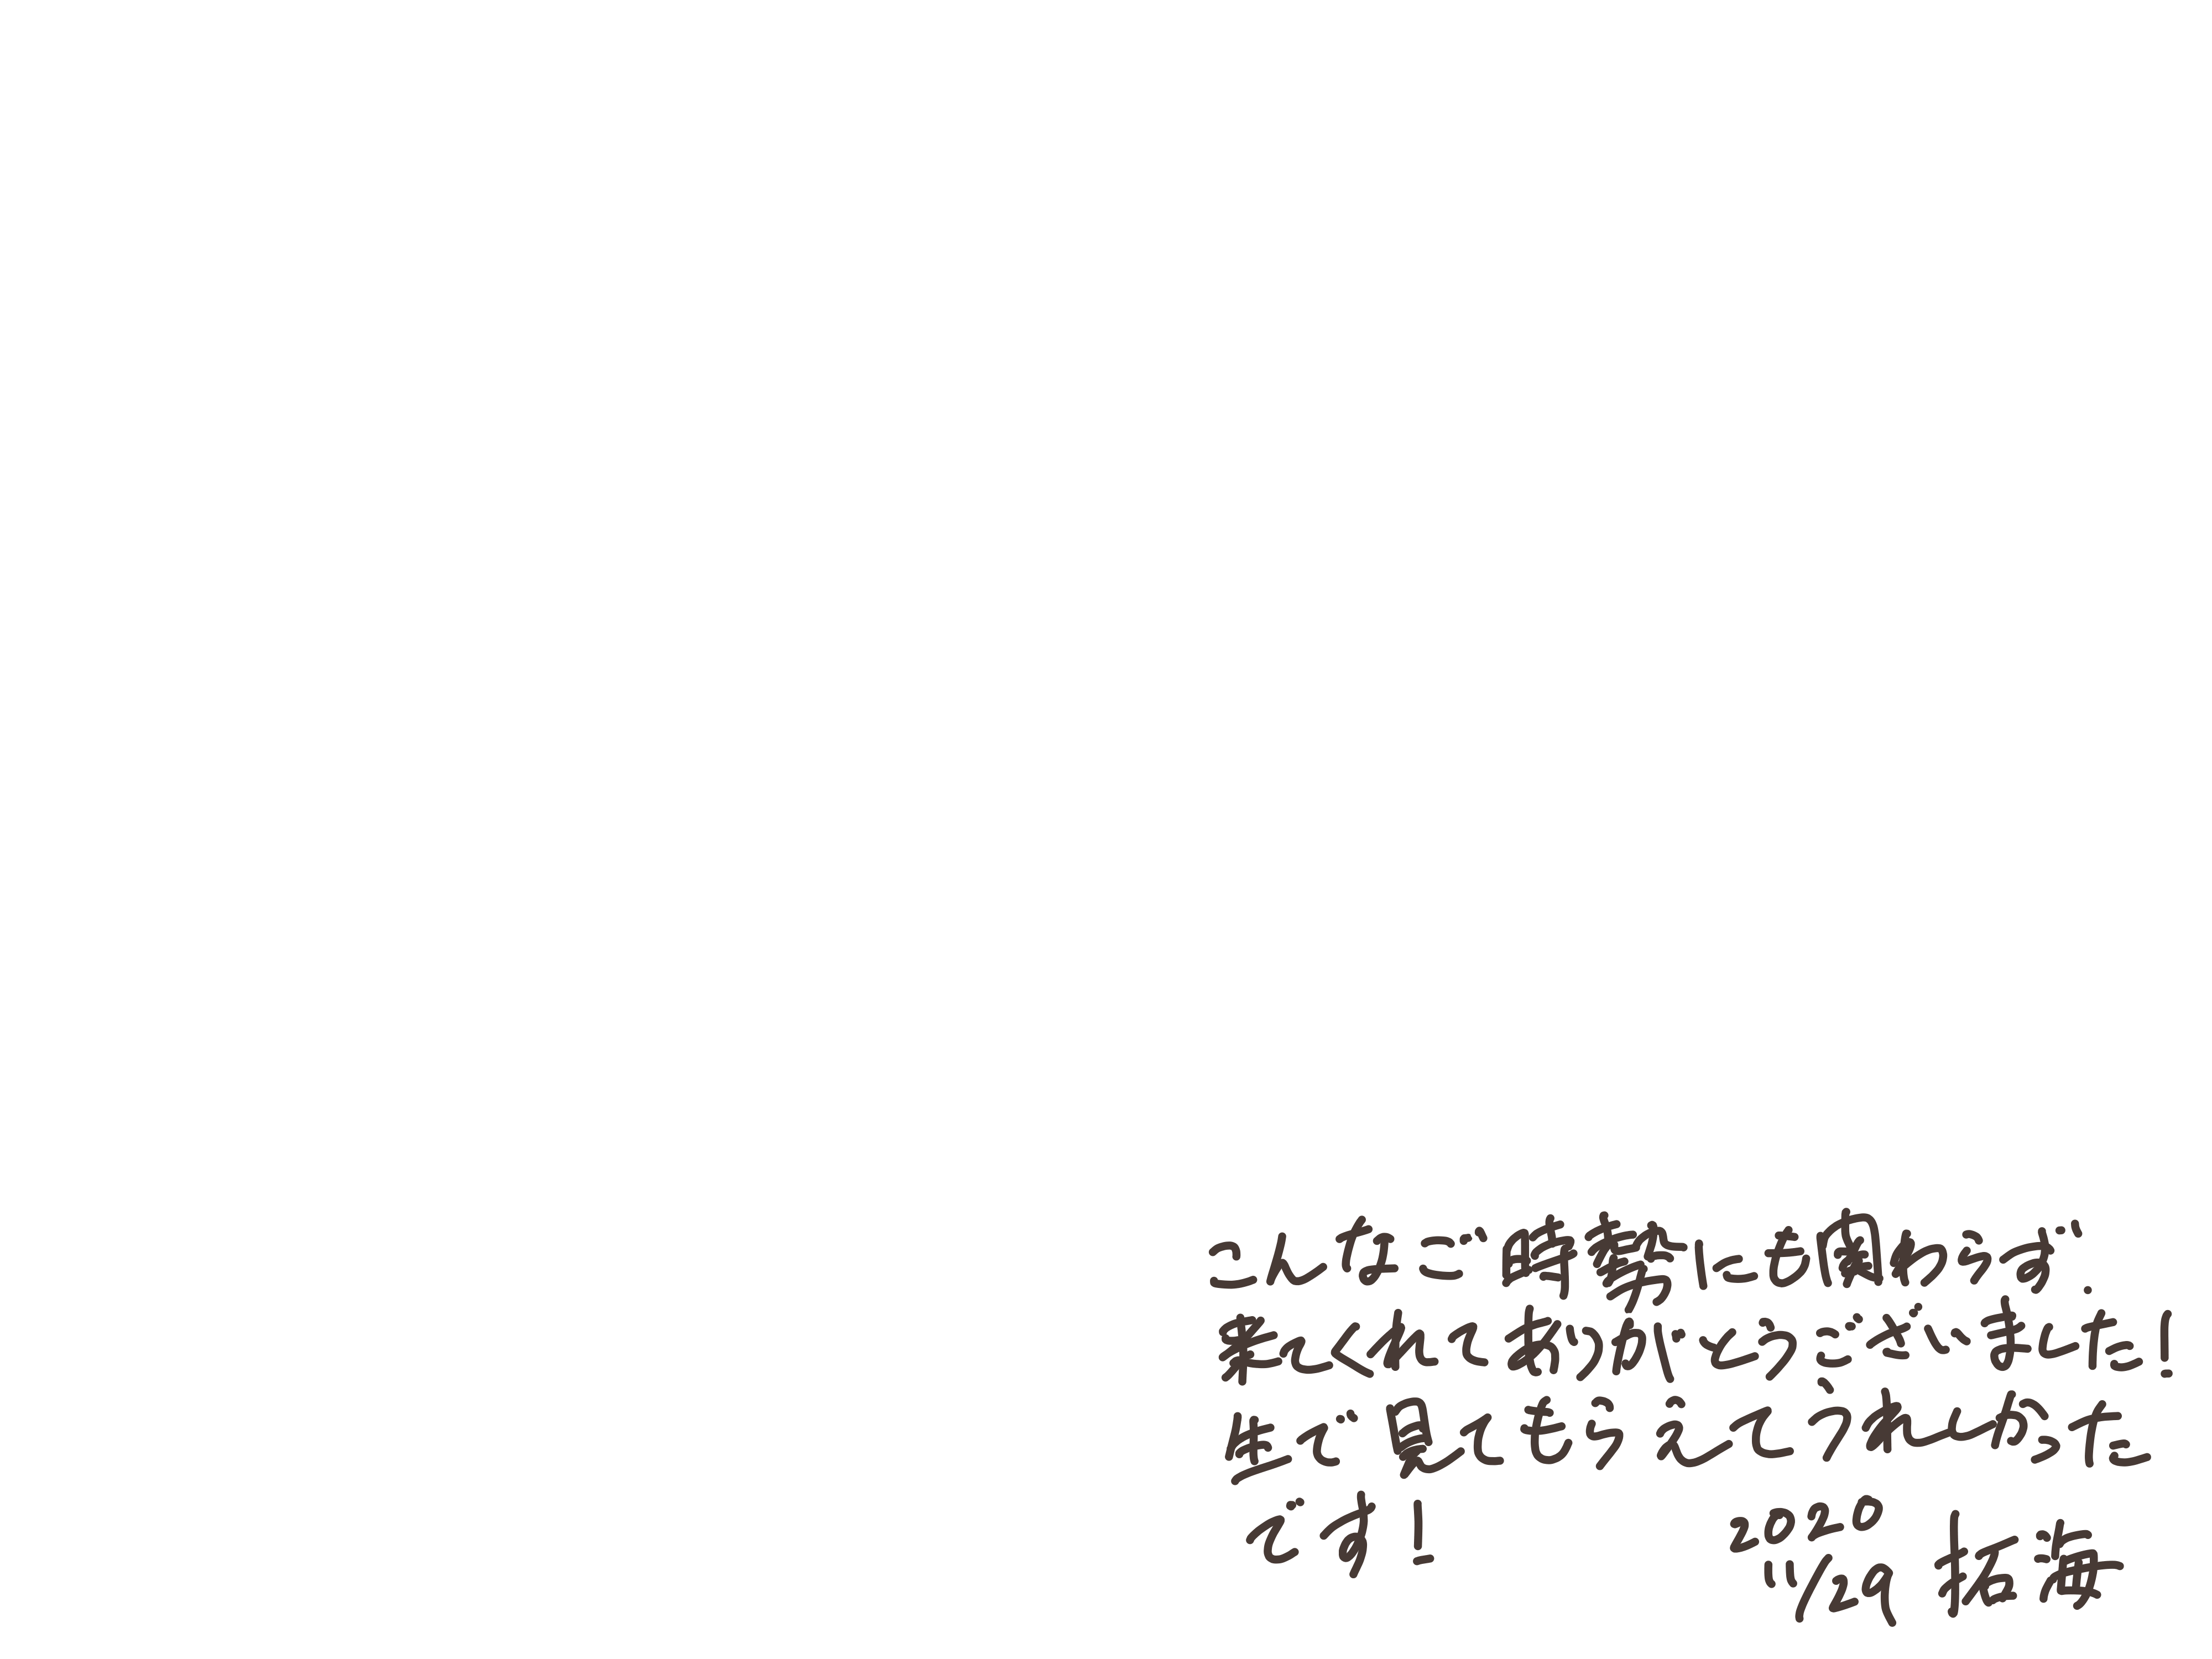 こんなご時勢にも関わらず.
来てくれてありがとうございました!
生で見てもらえてうれしかった
です!
2020
11/29 拓海